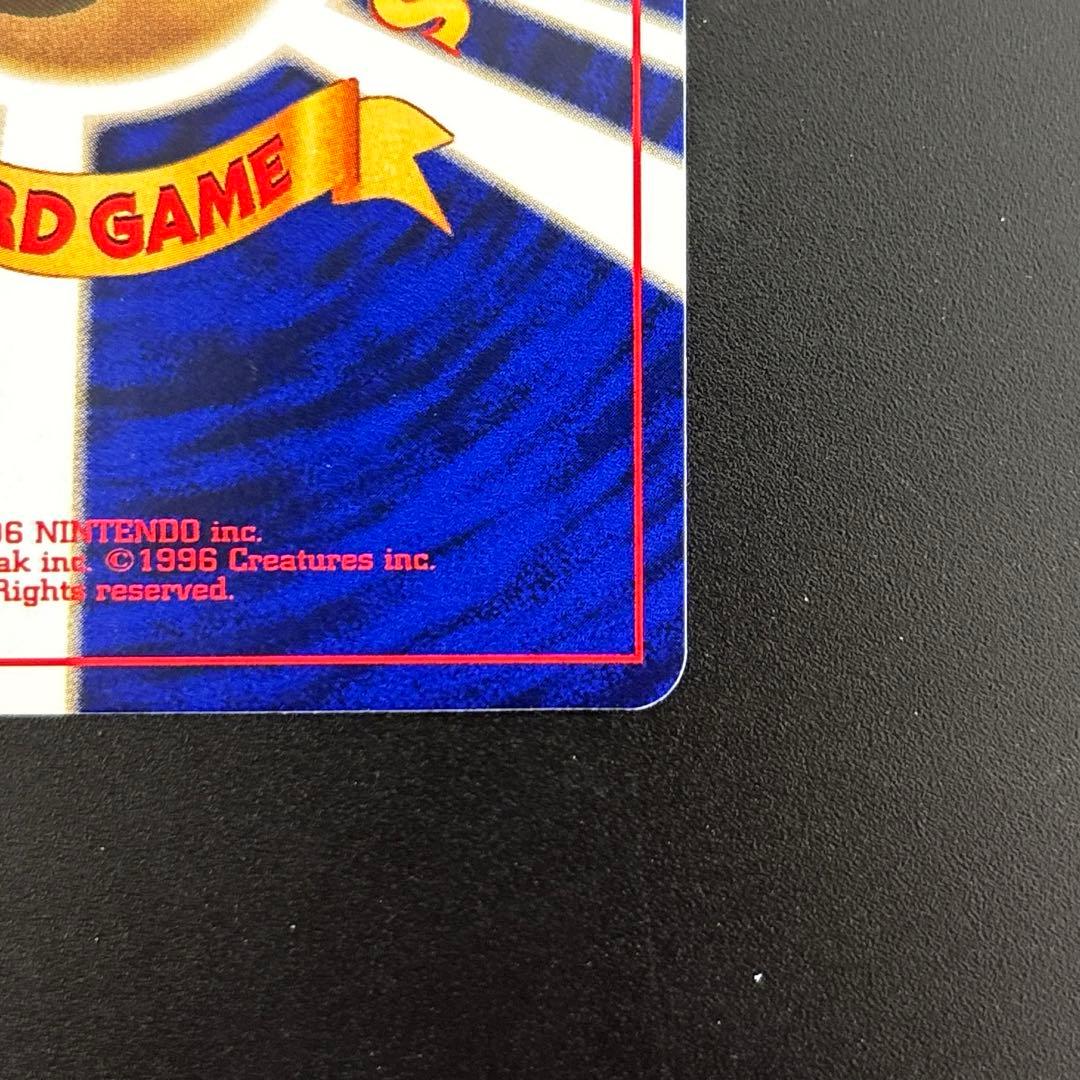 S
RD GAME
96 NINTENDO inc.
ak inc. ©1996 Creatures inc.
Rights reserved.